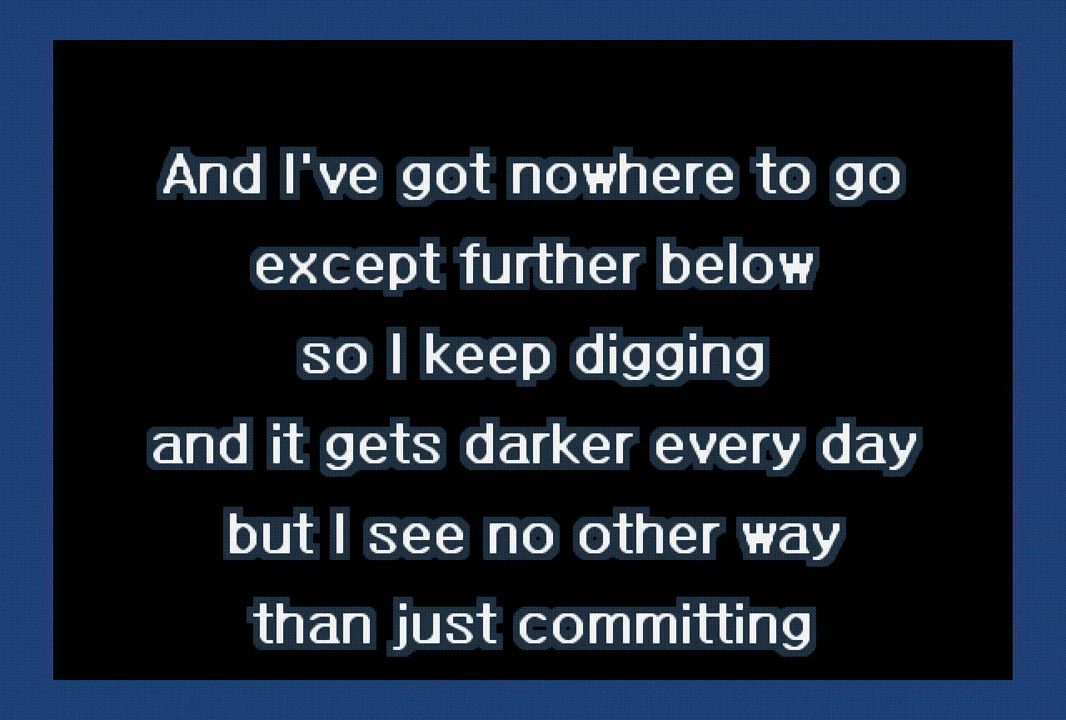 And I've got nowhere to go
except further below
so I keep digging
and it gets darker every day
but I see no other way
than just committing